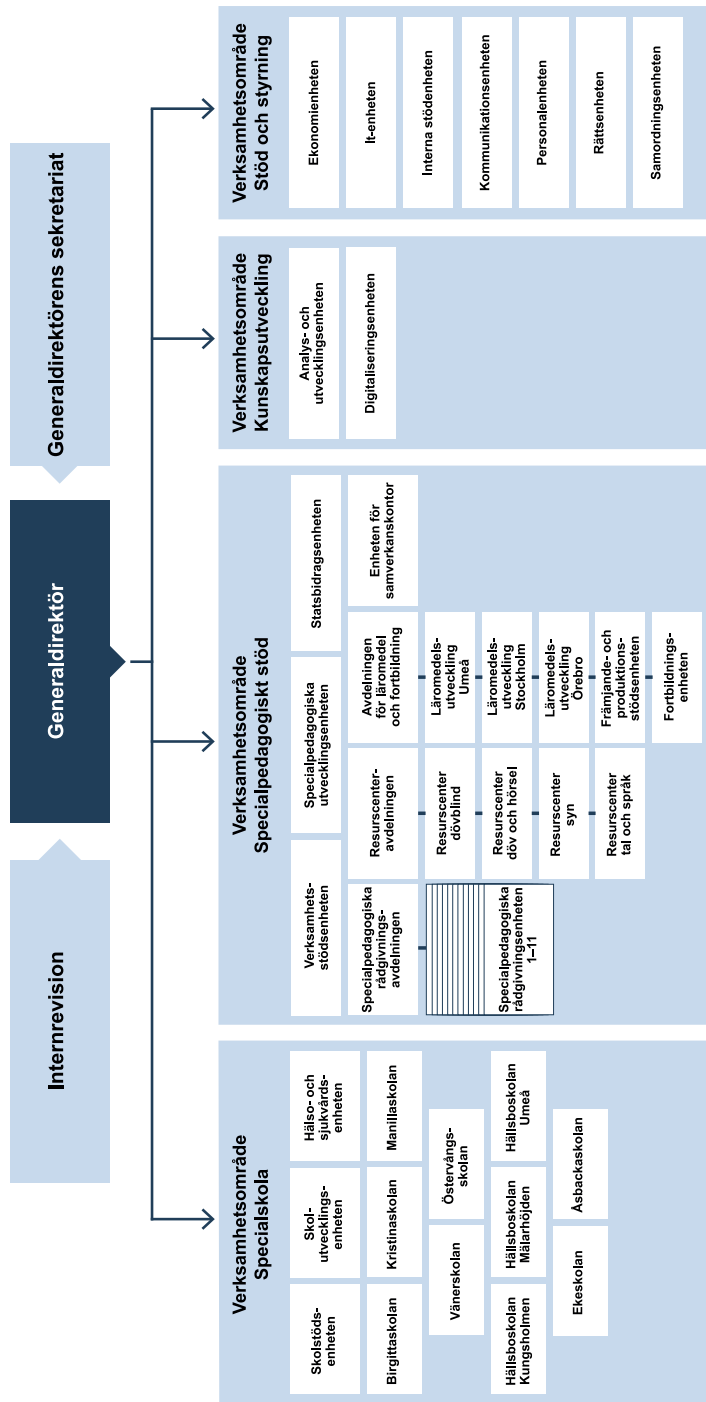 Internrevision
Generaldirektör
Generaldirektörens sekretariat
Verksamhetsområde
Specialskola
Skolstöds-
enheten
Skol-
utvecklings-
enheten
Hälso- och
sjukvårds-
enheten
Birgittaskolan
Kristinaskolan
Manillaskolan
Vänerskolan
Östervångs-
skolan
Hällsboskolan
Kungsholmen
Hällsboskolan
Mälarhöjden
Hällsboskolan
Umeå
Ekeskolan
Åsbackaskolan
Verksamhetsområde
Specialpedagogiskt stöd
Verksamhets-
stödsenheten
Specialpedagogiska
utvecklingsenheten
Statsbidragsenheten
Specialpedagogiska
rådgivnings-
avdelningen
Specialpedagogiska
rådgivningsenheten
1–11
Resurscenter-
avdelningen
Resurscenter
dövblind
Resurscenter
döv och hörsel
Resurscenter
syn
Resurscenter
tal och språk
Avdelningen
för läromedel
och fortbildning
Läromedels-
utveckling
Umeå
Läromedels-
utveckling
Stockholm
Läromedels-
utveckling
Örebro
Främjande- och
produktions-
stödsenheten
Fortbildnings-
enheten
Enheten för
samverkanskontor
Verksamhetsområde
Kunskapsutveckling
Analys- och
utvecklingsenheten
Digitaliseringsenheten
Verksamhetsområde
Stöd och styrning
Ekonomienheten
It-enheten
Interna stödenheten
Kommunikationsenheten
Personalenheten
Rättsenheten
Samordningsenheten